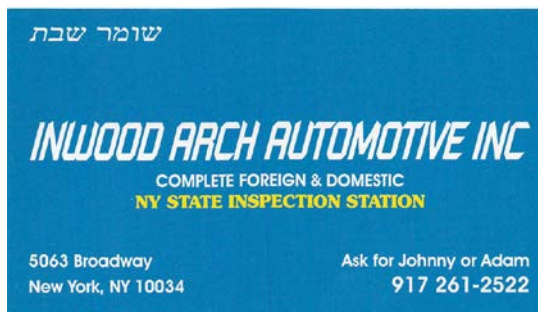 שומר שבת
INWOOD ARCH AUTOMOTIVE INC
COMPLETE FOREIGN & DOMESTIC
NY STATE INSPECTION STATION
5063 Broadway
New York, NY 10034
Ask for Johnny or Adam
917 261-2522